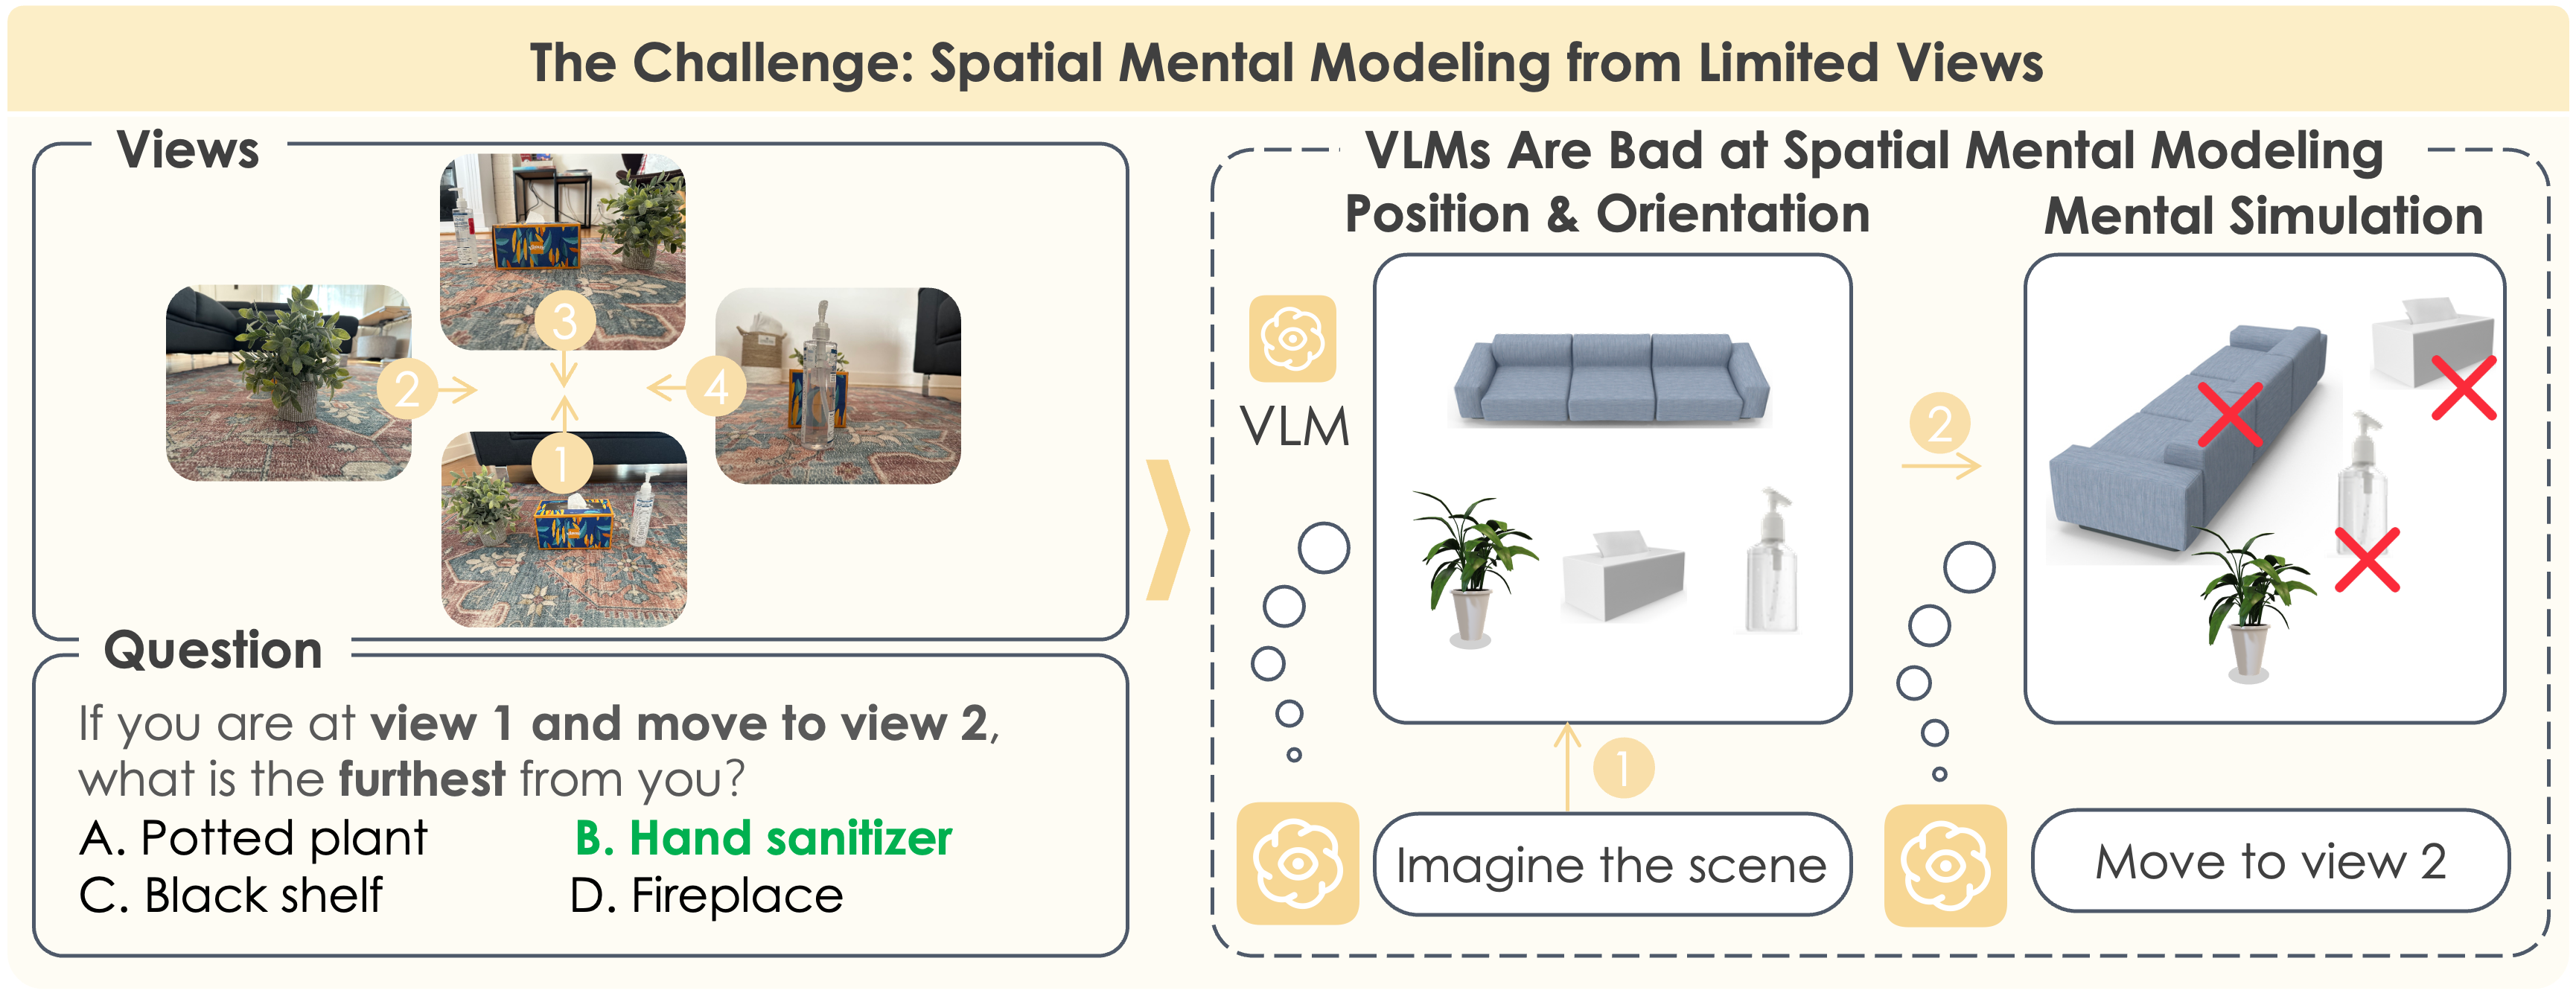 The Challenge: Spatial Mental Modeling from Limited Views
Views
3
2
4
1
Question
If you are at view 1 and move to view 2,
what is the furthest from you?
A. Potted plant
B. Hand sanitizer
C. Black shelf
D. Fireplace
VLMs Are Bad at Spatial Mental Modeling
Position & Orientation
Mental Simulation
VLM
2
1
Imagine the scene
Move to view 2